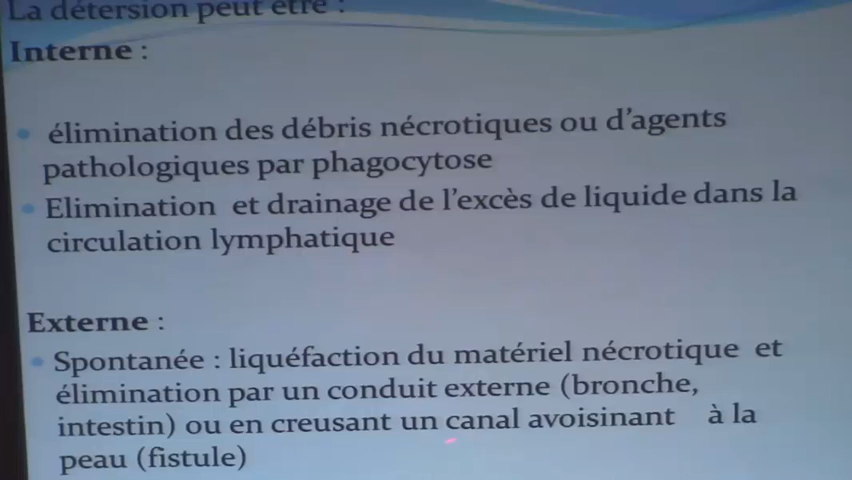 La détersion peut être :
Interne :
• élimination des débris nécrotiques ou d'agents
pathologiques par phagocytose
• Elimination et drainage de l'excès de liquide dans la
circulation lymphatique
Externe :
• Spontanée : liquéfaction du matériel nécrotique et
élimination par un conduit externe (bronche,
intestin) ou en creusant un canal avoisinant à la
peau (fistule)